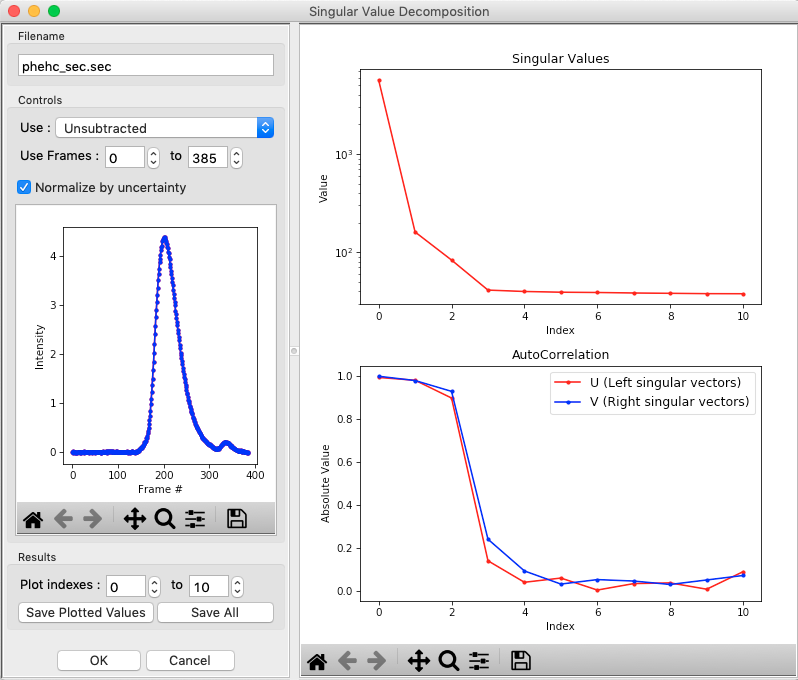 Singular Value Decomposition
Filename
phehc_sec.sec
Controls
Use : Unsubtracted
Use Frames : 0 to 385
Normalize by uncertainty
4
3
2
1
0
Intensity
0 100 200 300 400
Frame #
Results
Plot indexes : 0 to 10
Save Plotted Values Save All
OK Cancel
Singular Values
10³
10²
Value
0 2 4 6 8 10
Index
AutoCorrelation
U (Left singular vectors)
V (Right singular vectors)
1.0
0.8
0.6
0.4
0.2
0.0
Absolute Value
0 2 4 6 8 10
Index